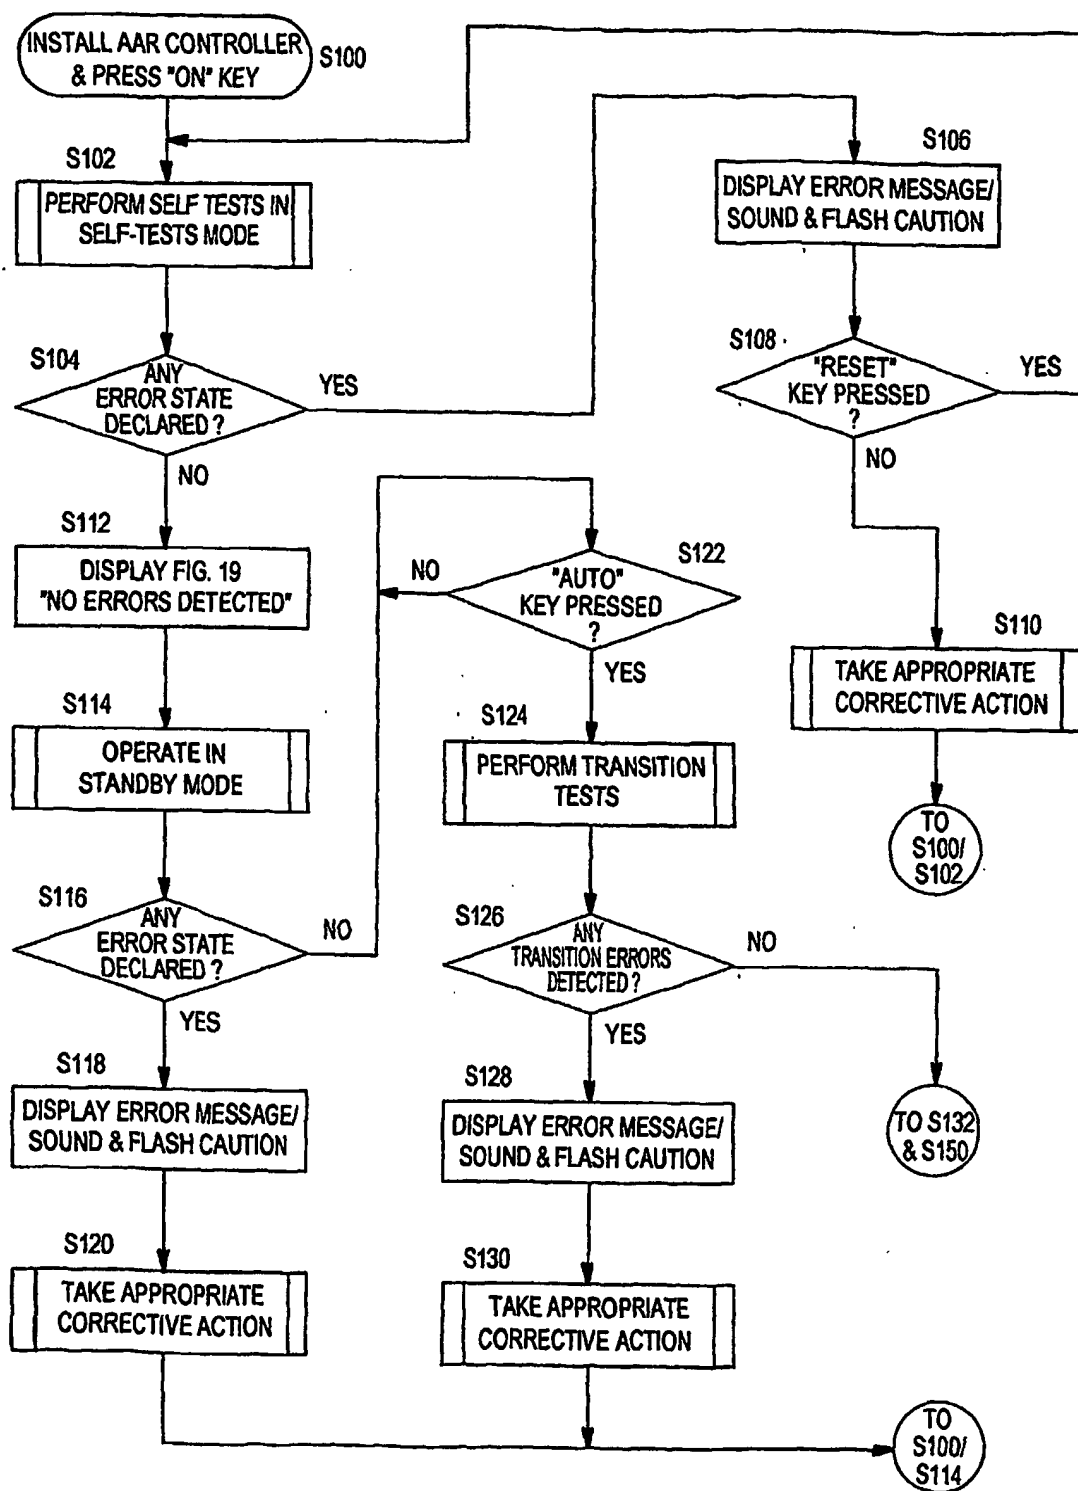 INSTALL AAR CONTROLLER
& PRESS "ON" KEY
S100
S102
PERFORM SELF TESTS IN
SELF-TESTS MODE
S104
ANY
ERROR STATE
DECLARED ?
YES
NO
S106
DISPLAY ERROR MESSAGE/
SOUND & FLASH CAUTION
S108
"RESET"
KEY PRESSED
?
YES
NO
S110
TAKE APPROPRIATE
CORRECTIVE ACTION
TO
S100/
S102
S112
DISPLAY FIG. 19
"NO ERRORS DETECTED"
S114
OPERATE IN
STANDBY MODE
S116
ANY
ERROR STATE
DECLARED ?
NO
YES
S118
DISPLAY ERROR MESSAGE/
SOUND & FLASH CAUTION
S120
TAKE APPROPRIATE
CORRECTIVE ACTION
S122
"AUTO"
KEY PRESSED
?
NO
YES
S124
PERFORM TRANSITION
TESTS
S126
ANY
TRANSITION ERRORS
DETECTED ?
NO
YES
TO S132
& S150
S128
DISPLAY ERROR MESSAGE/
SOUND & FLASH CAUTION
S130
TAKE APPROPRIATE
CORRECTIVE ACTION
TO
S100/
S114